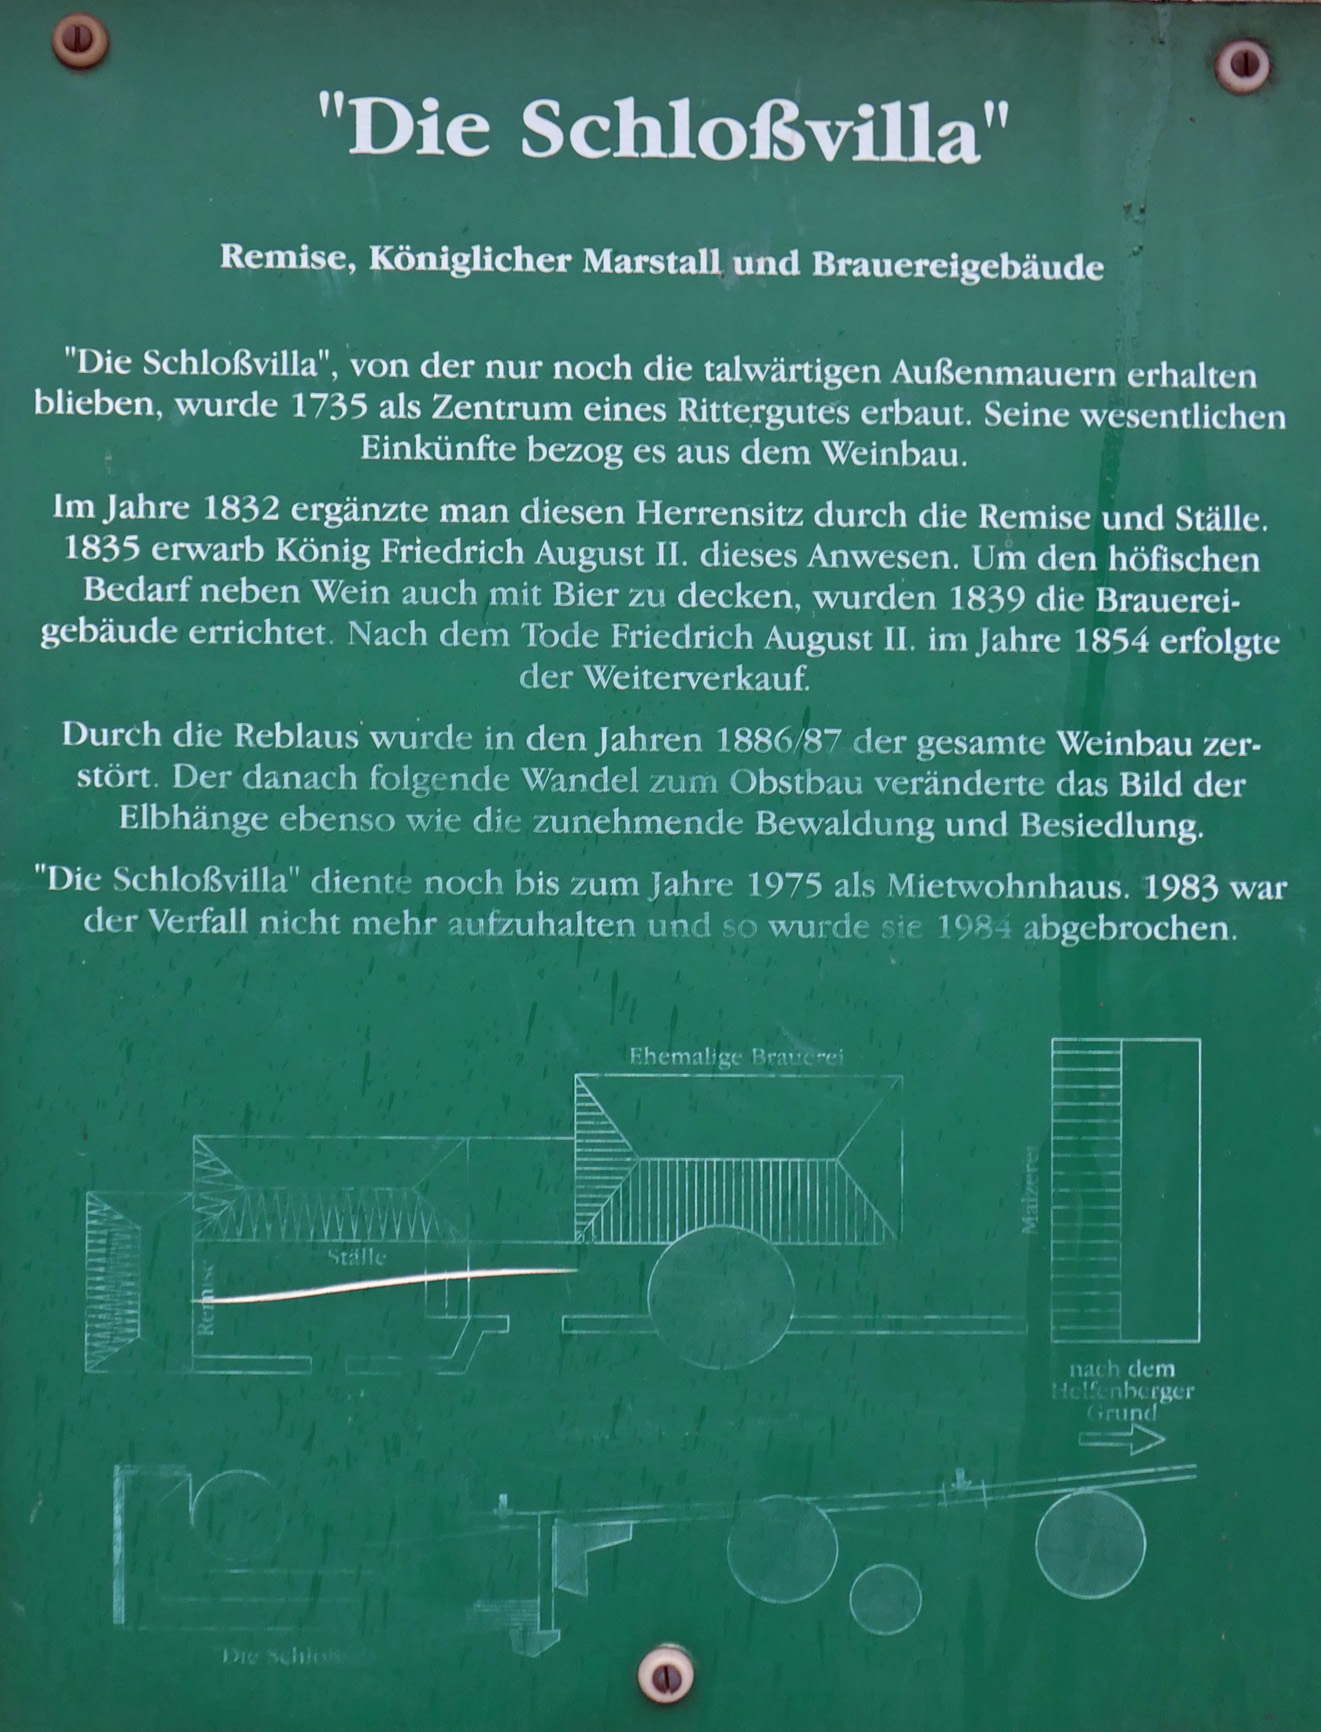 "Die Schloßvilla"
Remise, Königlicher Marstall und Brauereigebäude
"Die Schloßvilla", von der nur noch die talwärtigen Außenmauern erhalten
blieben, wurde 1735 als Zentrum eines Rittergutes erbaut. Seine wesentlichen
Einkünfte bezog es aus dem Weinbau.
Im Jahre 1832 ergänzte man diesen Herrensitz durch die Remise und Ställe.
1835 erwarb König Friedrich August II. dieses Anwesen. Um den höfischen
Bedarf neben Wein auch mit Bier zu decken, wurden 1839 die Brauerei-
gebäude errichtet. Nach dem Tode Friedrich August II. im Jahre 1854 erfolgte
der Weiterverkauf.
Durch die Reblaus wurde in den Jahren 1886/87 der gesamte Weinbau zer-
stört. Der danach folgende Wandel zum Obstbau veränderte das Bild der
Elbhänge ebenso wie die zunehmende Bewaldung und Besiedlung.
"Die Schloßvilla" diente noch bis zum Jahre 1975 als Mietwohnhaus. 1983 war
der Verfall nicht mehr aufzuhalten und so wurde sie 1984 abgebrochen.
Ehemalige Brauerei
Mälzerei
Ställe
Remise
nach dem
Helfenberger
Grund
Die Schloß